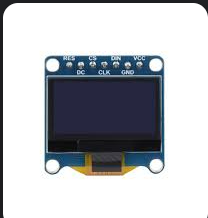 RES CS DIN VCC
DC CLK GND